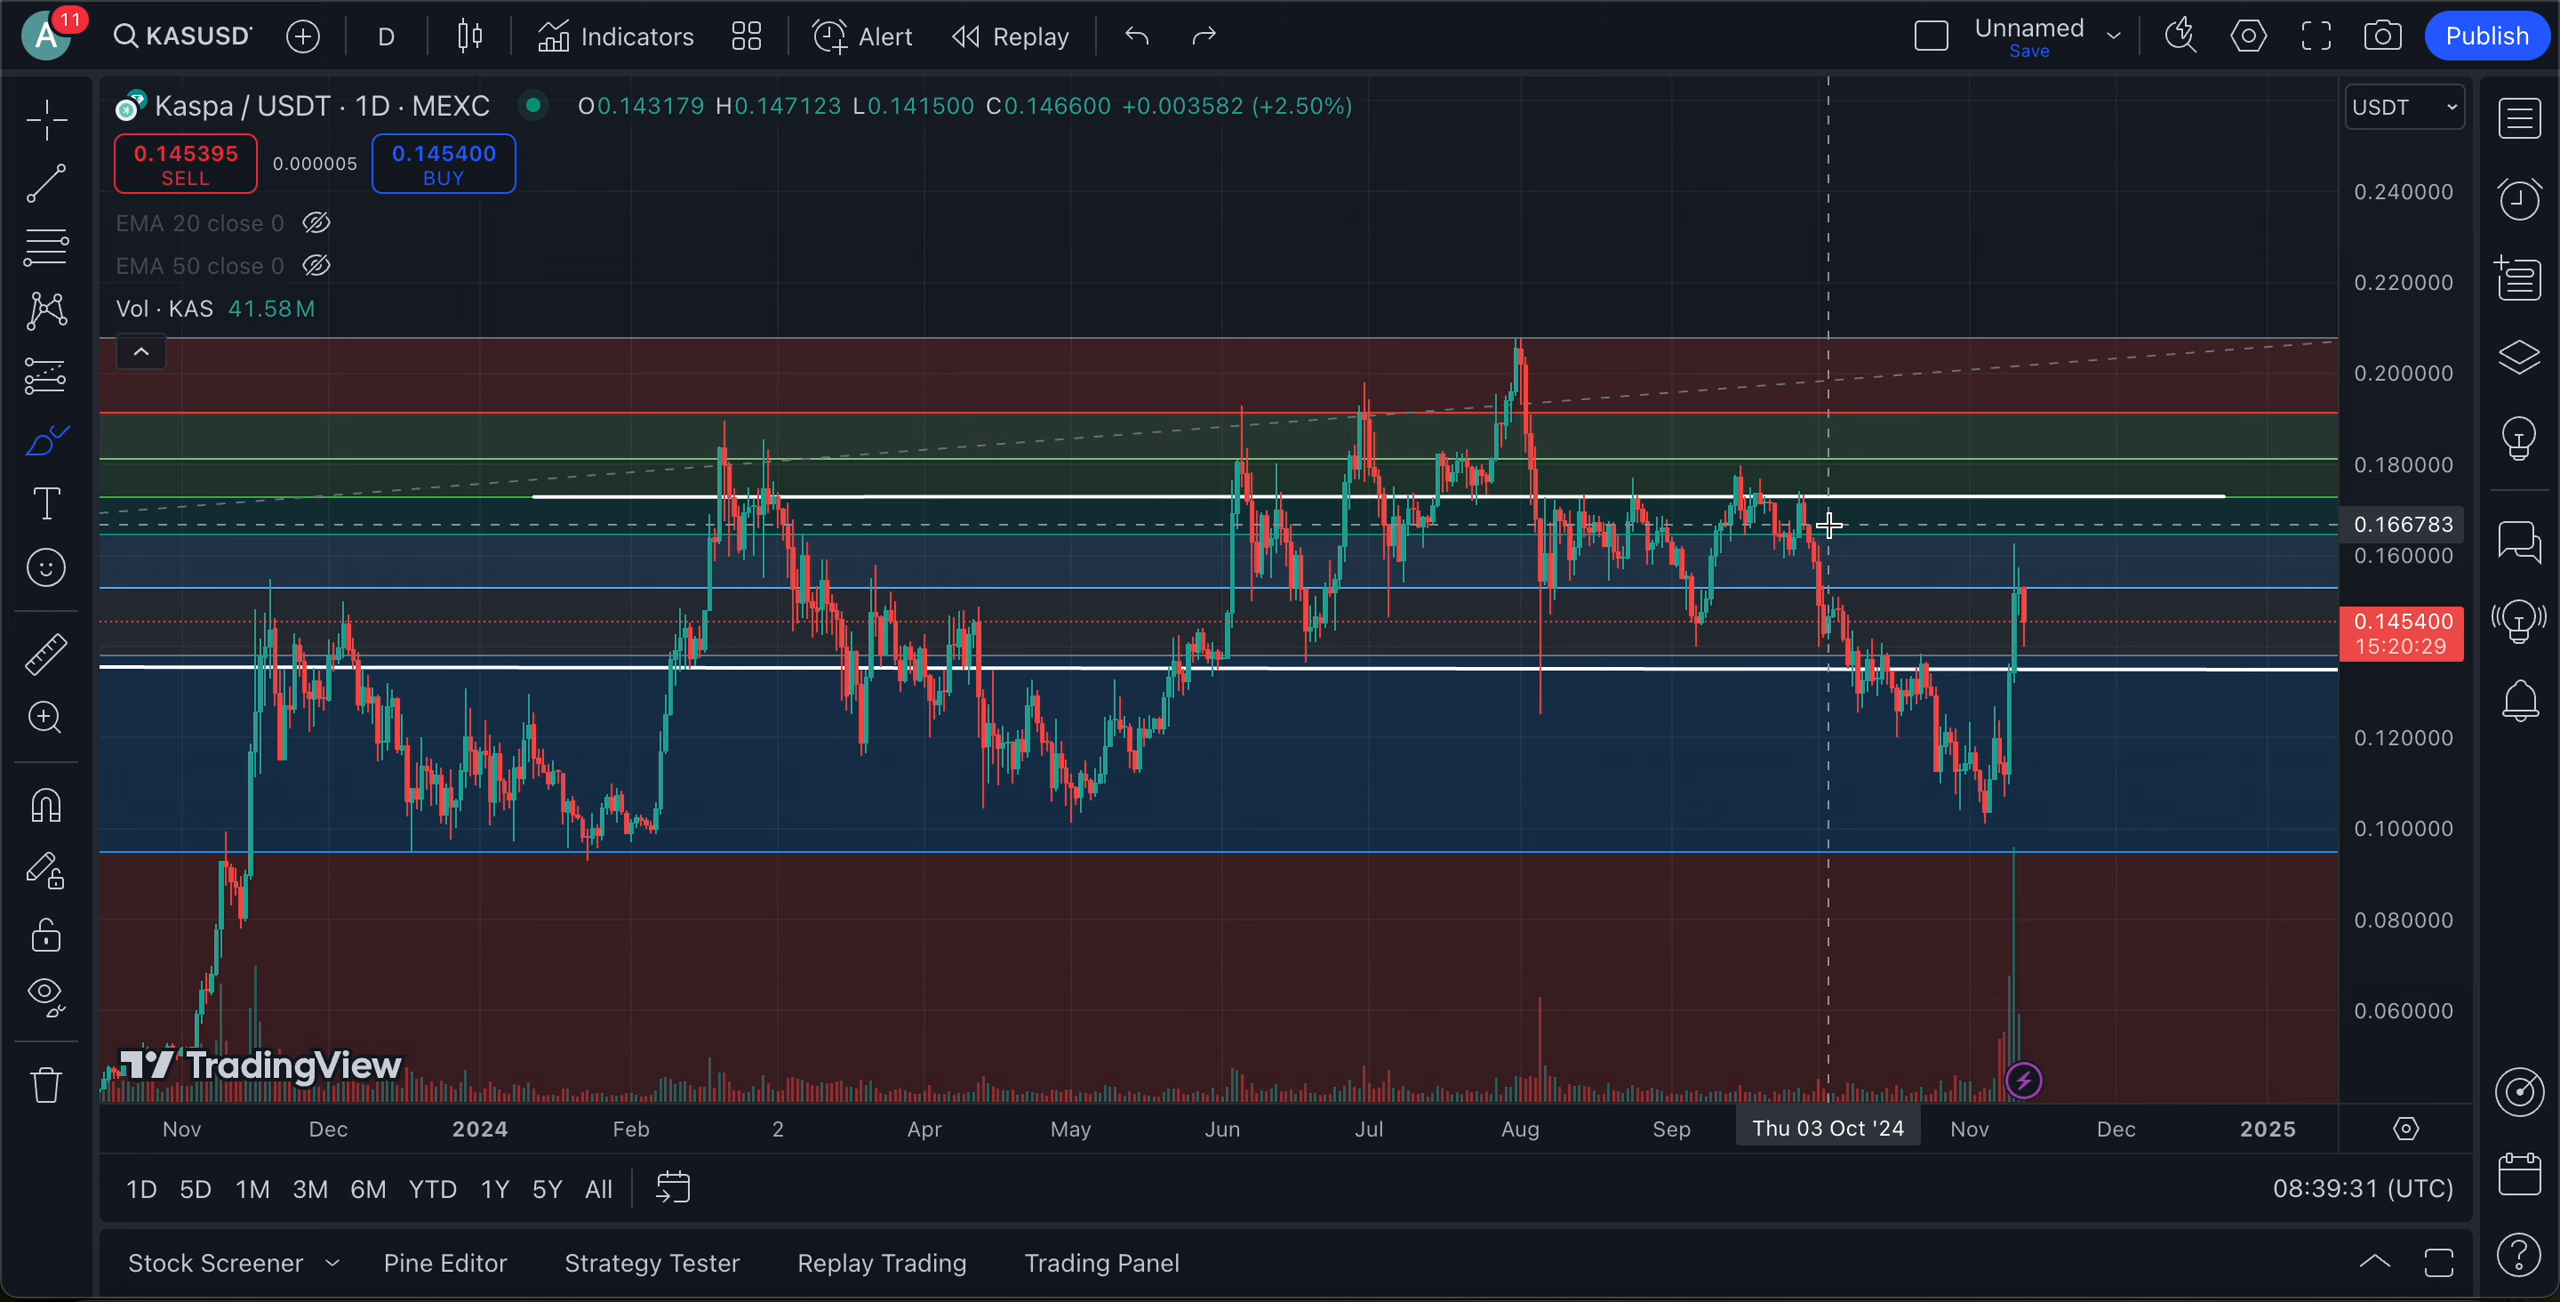 A 11 KASUSD D Indicators Alert Replay Unnamed Save Publish
Kaspa / USDT · 1D · MEXC O0.143179 H0.147123 L0.141500 C0.146600 +0.003582 (+2.50%)
USDT
0.145395 SELL
0.000005
0.145400 BUY
EMA 20 close 0
EMA 50 close 0
Vol · KAS 41.58M
0.240000
0.220000
0.200000
0.180000
0.166783
0.160000
0.145400
15:20:29
0.120000
0.100000
0.080000
0.060000
TradingView
Nov Dec 2024 Feb 2 Apr May Jun Jul Aug Sep Thu 03 Oct '24 Nov Dec 2025
1D 5D 1M 3M 6M YTD 1Y 5Y All 08:39:31 (UTC)
Stock Screener Pine Editor Strategy Tester Replay Trading Trading Panel